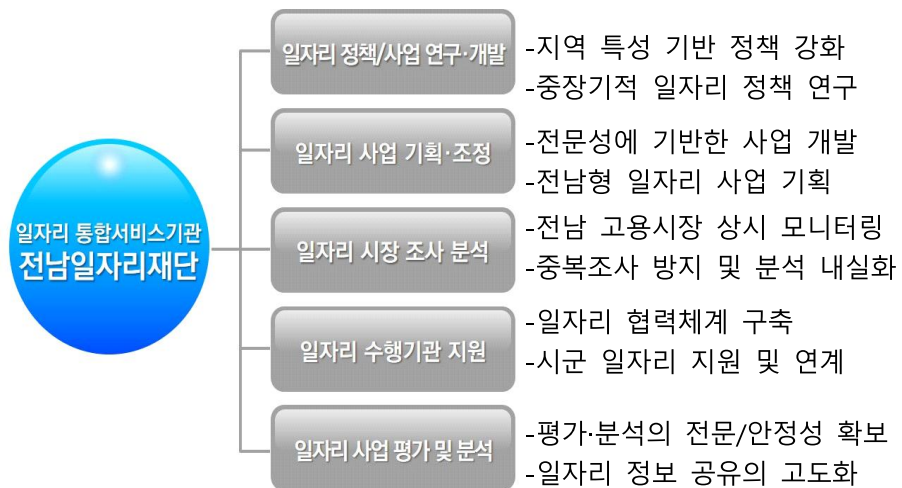 일자리 통합서비스기관
전남일자리재단
일자리 정책/사업 연구·개발
-지역 특성 기반 정책 강화
-중장기적 일자리 정책 연구
일자리 사업 기획·조정
-전문성에 기반한 사업 개발
-전남형 일자리 사업 기획
일자리 시장 조사 분석
-전남 고용시장 상시 모니터링
-중복조사 방지 및 분석 내실화
일자리 수행기관 지원
-일자리 협력체계 구축
-시군 일자리 지원 및 연계
일자리 사업 평가 및 분석
-평가·분석의 전문/안정성 확보
-일자리 정보 공유의 고도화